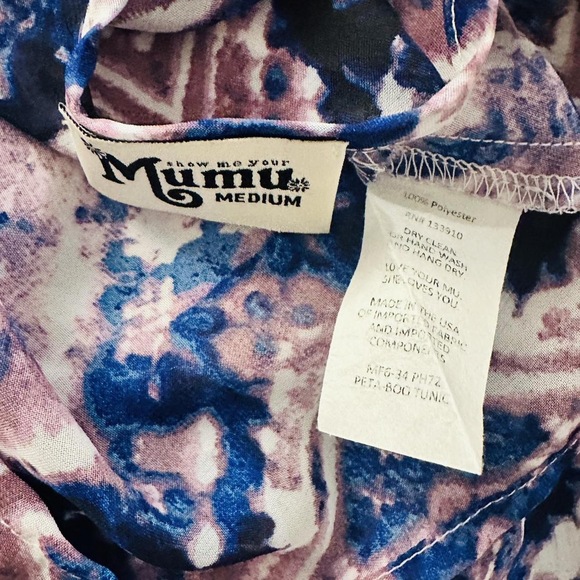 show me your
Mumu
MEDIUM
100% Polyester
RN# 133910
DRY CLEAN
OR HAND WASH
AND HANG DRY
LOVE YOUR MU.
SHE LOVES YOU
MADE IN THE USA
OF IMPORTED FABRIC
AND IMPORTED
COMPONENTS
MF6-34 PH72
PETA-BOO TUNIC